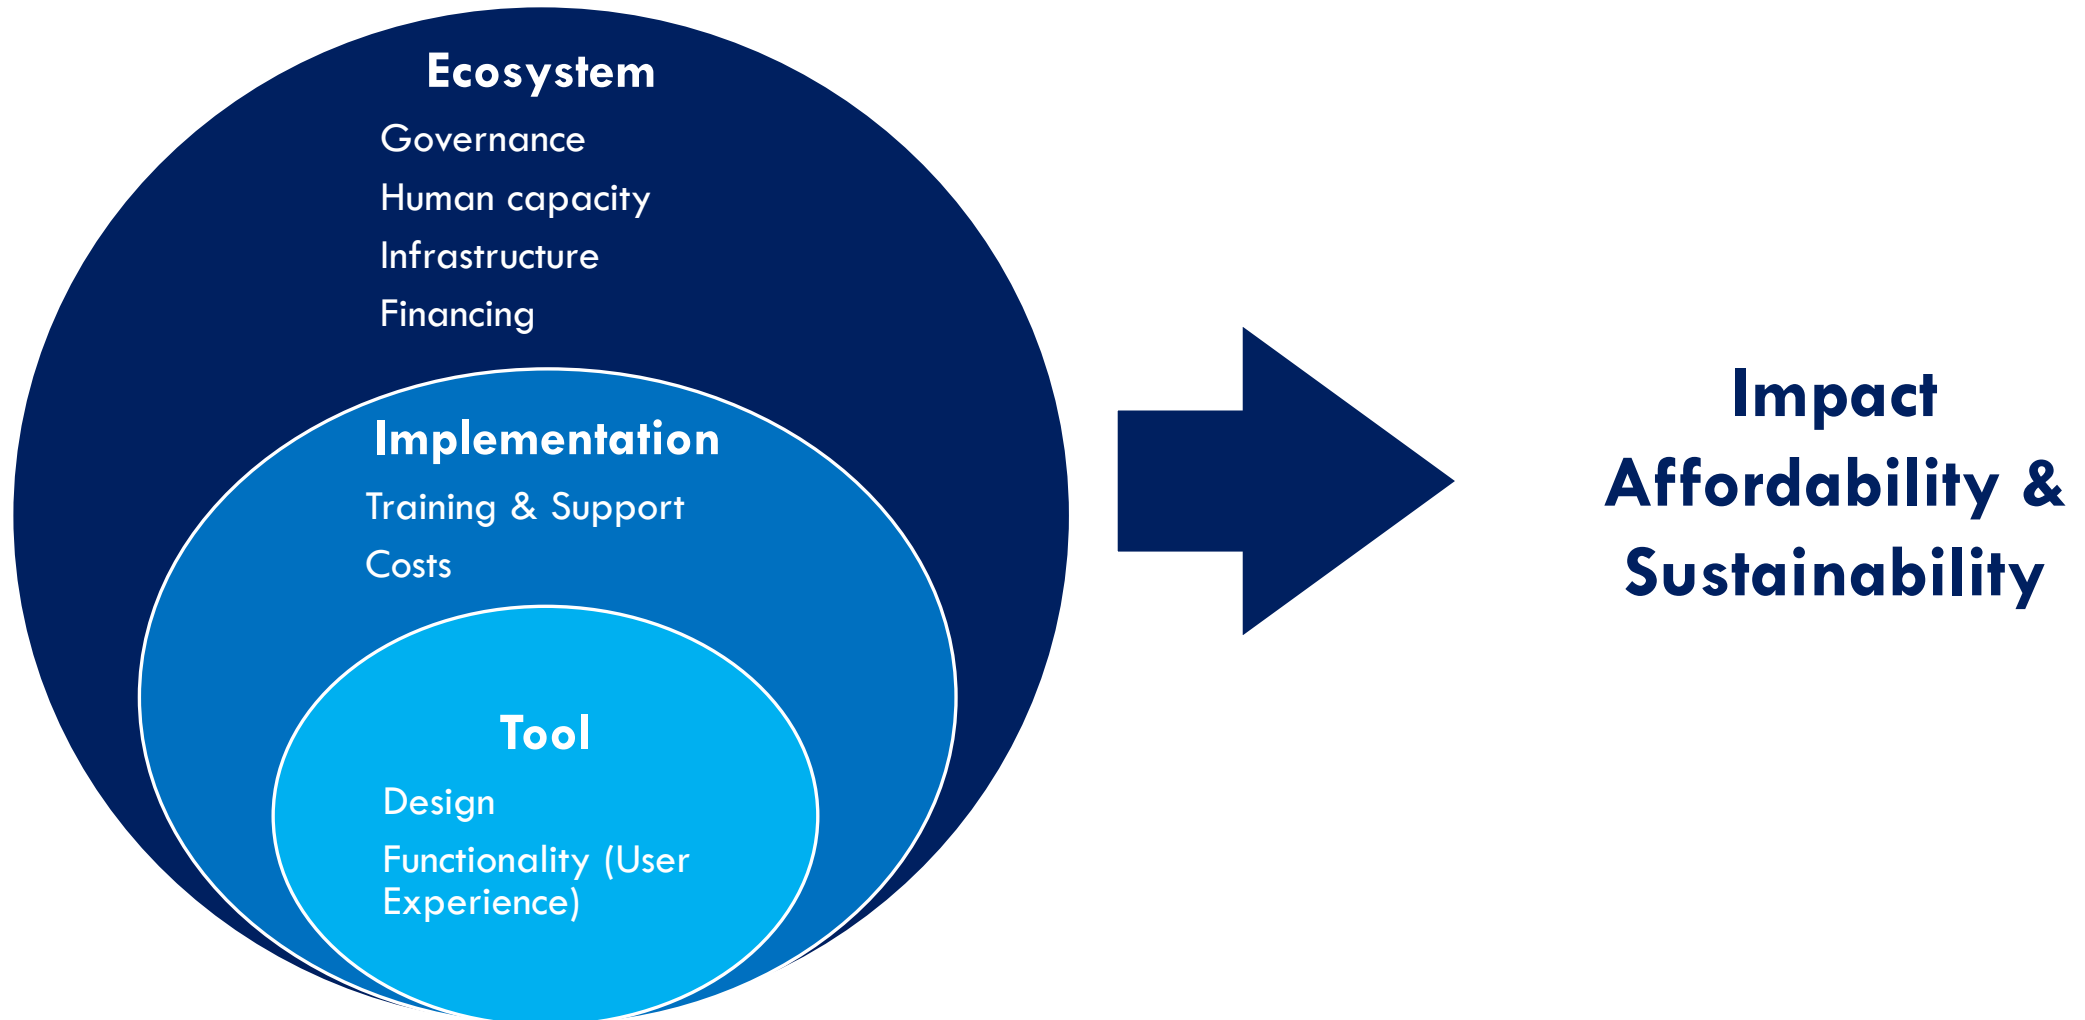 Ecosystem
Governance
Human capacity
Infrastructure
Financing
Implementation
Training & Support
Costs
Tool
Design
Functionality (User
Experience)
Impact
Affordability &
Sustainability